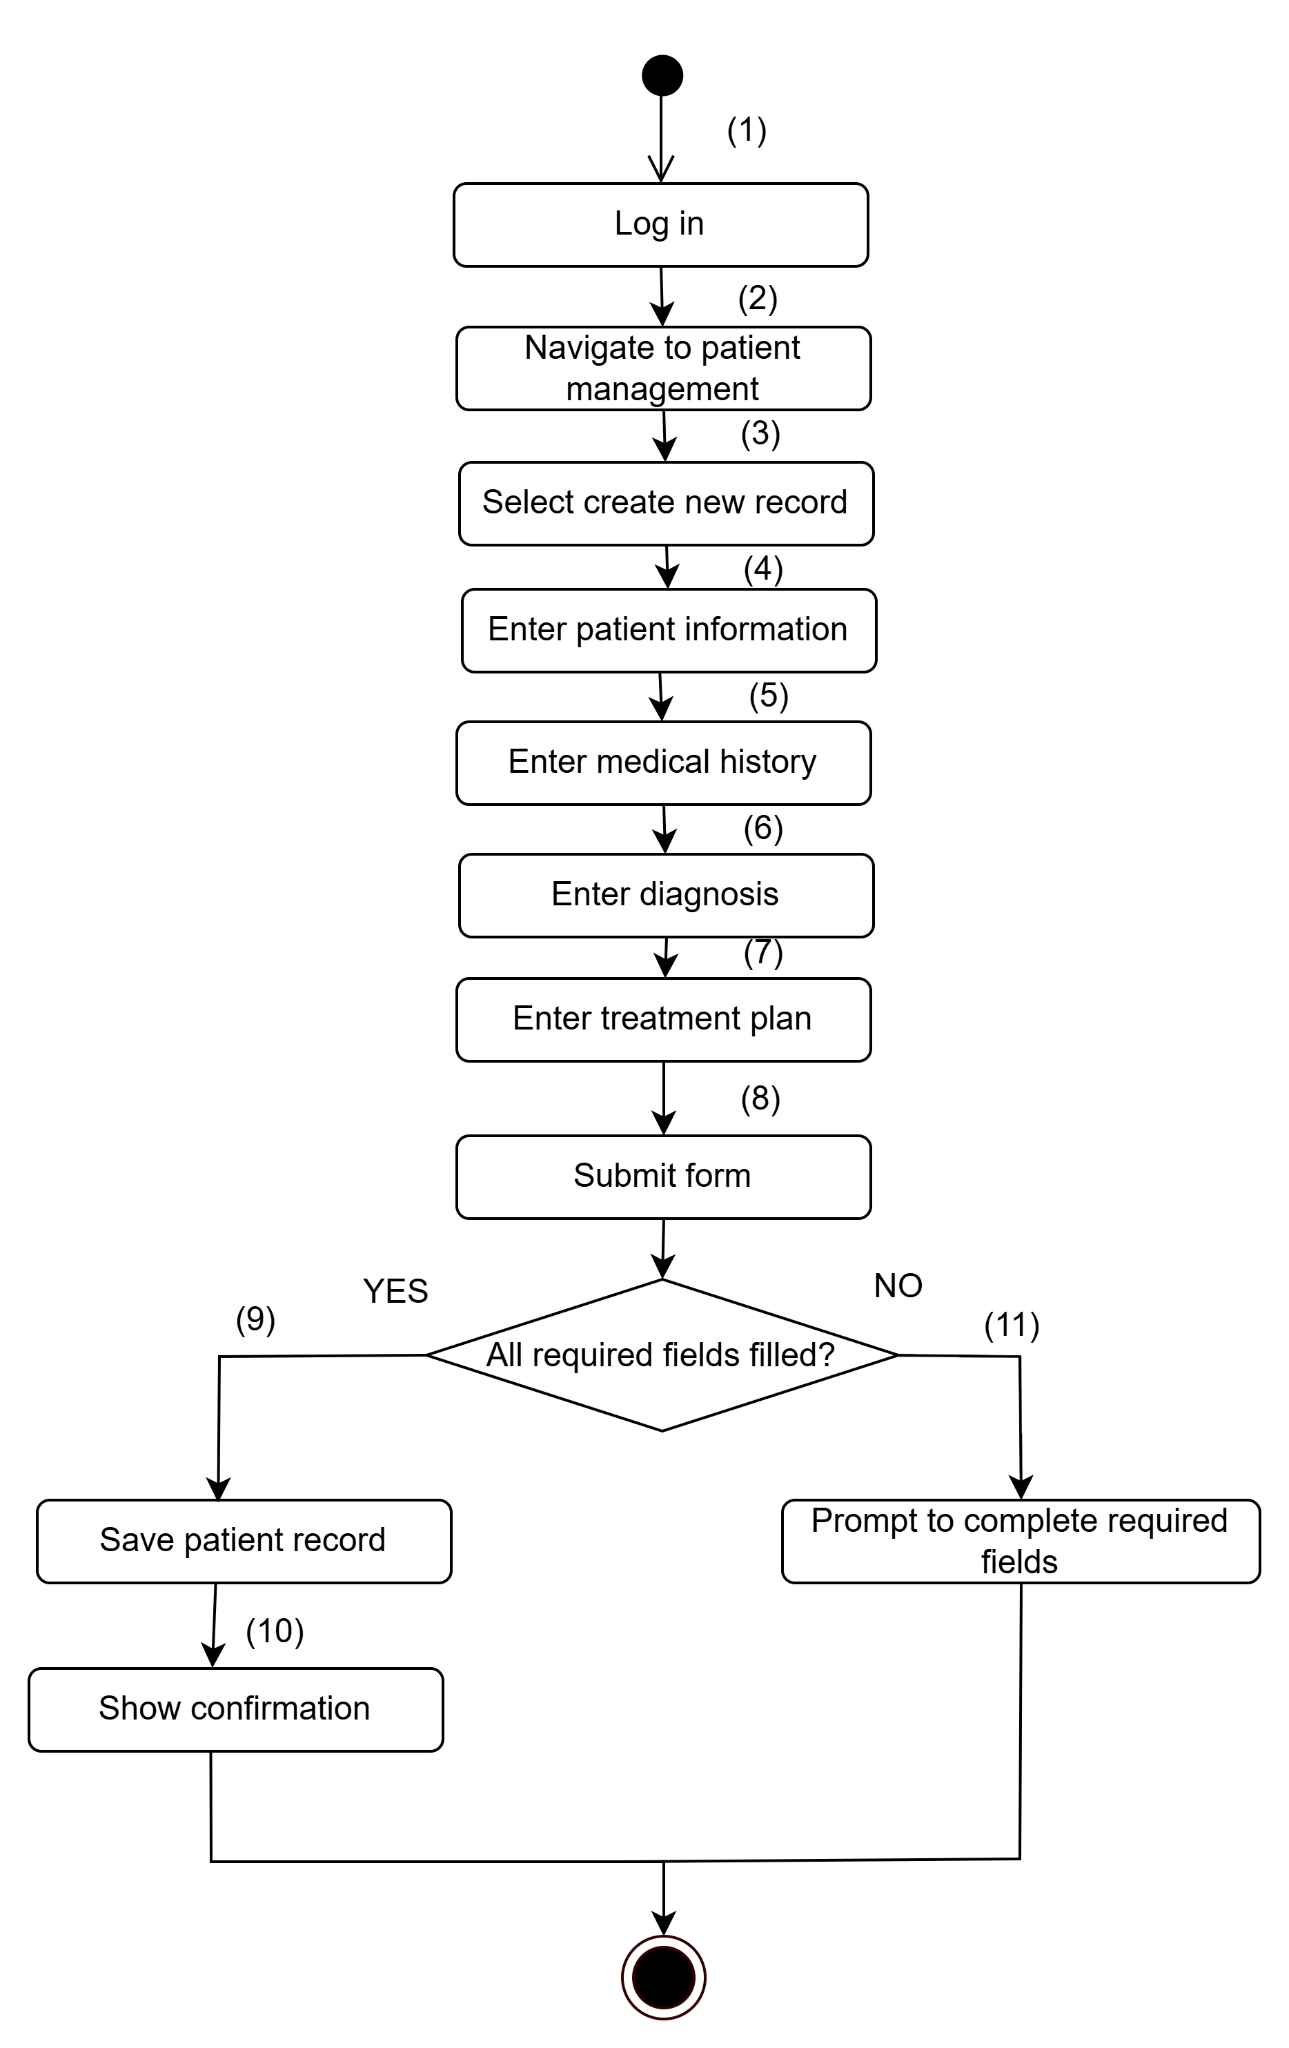 (1)
Log in
(2)
Navigate to patient
management
(3)
Select create new record
(4)
Enter patient information
(5)
Enter medical history
(6)
Enter diagnosis
(7)
Enter treatment plan
(8)
Submit form
YES
NO
(9)
(11)
All required fields filled?
Save patient record
Prompt to complete required
fields
(10)
Show confirmation